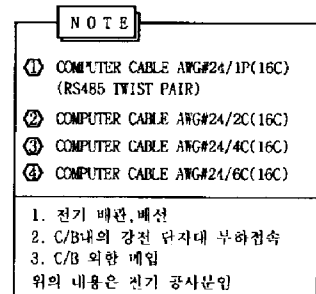 NOTE
① COMPUTER CABLE AWG#24/1P(16C)
(RS485 TWIST PAIR)
② COMPUTER CABLE AWG#24/2C(16C)
③ COMPUTER CABLE AWG#24/4C(16C)
④ COMPUTER CABLE AWG#24/6C(16C)
1. 전기 배관,배선
2. C/B내의 강전 단자대 부하접속
3. C/B 외함 매입
위의 내용은 전기 공사분임